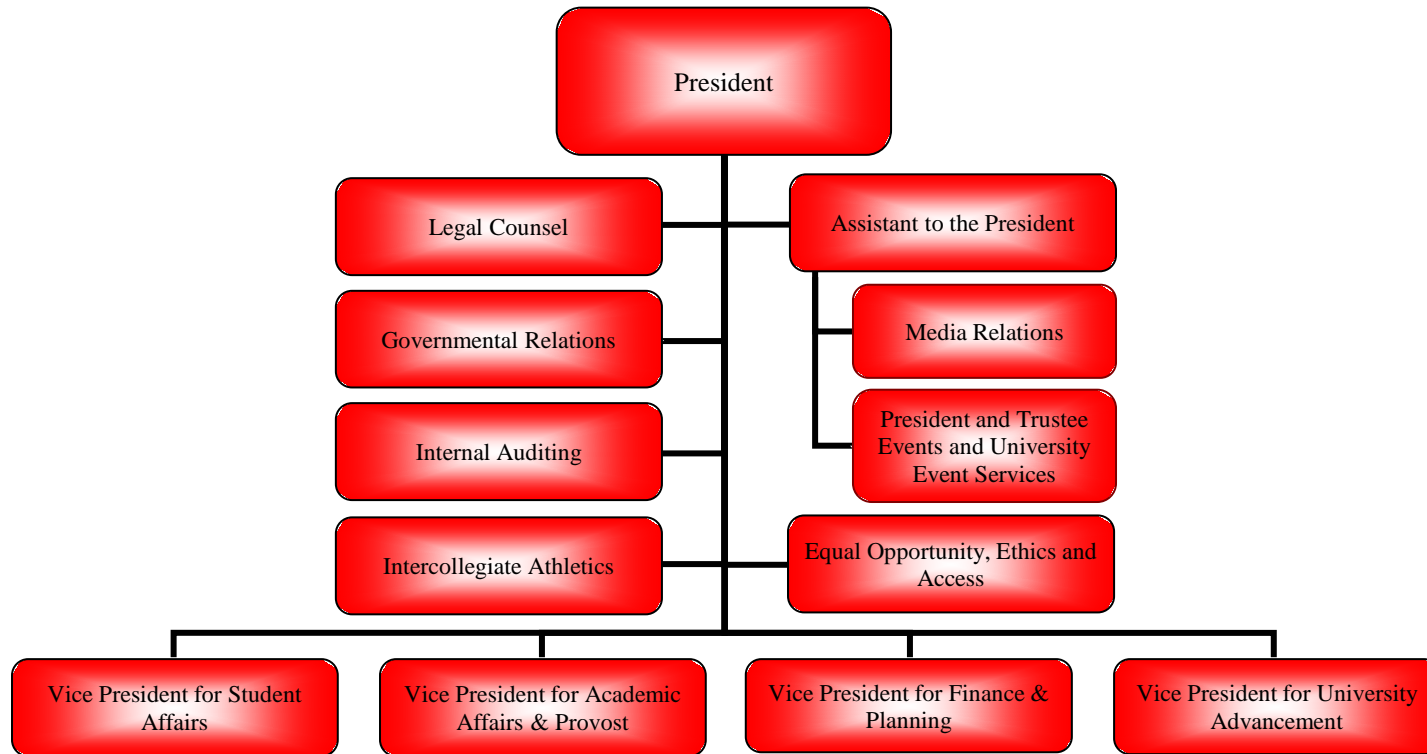 President
Legal Counsel
Assistant to the President
Governmental Relations
Media Relations
Internal Auditing
President and Trustee
Events and University
Event Services
Intercollegiate Athletics
Equal Opportunity, Ethics and
Access
Vice President for Student
Affairs
Vice President for Academic
Affairs & Provost
Vice President for Finance &
Planning
Vice President for University
Advancement